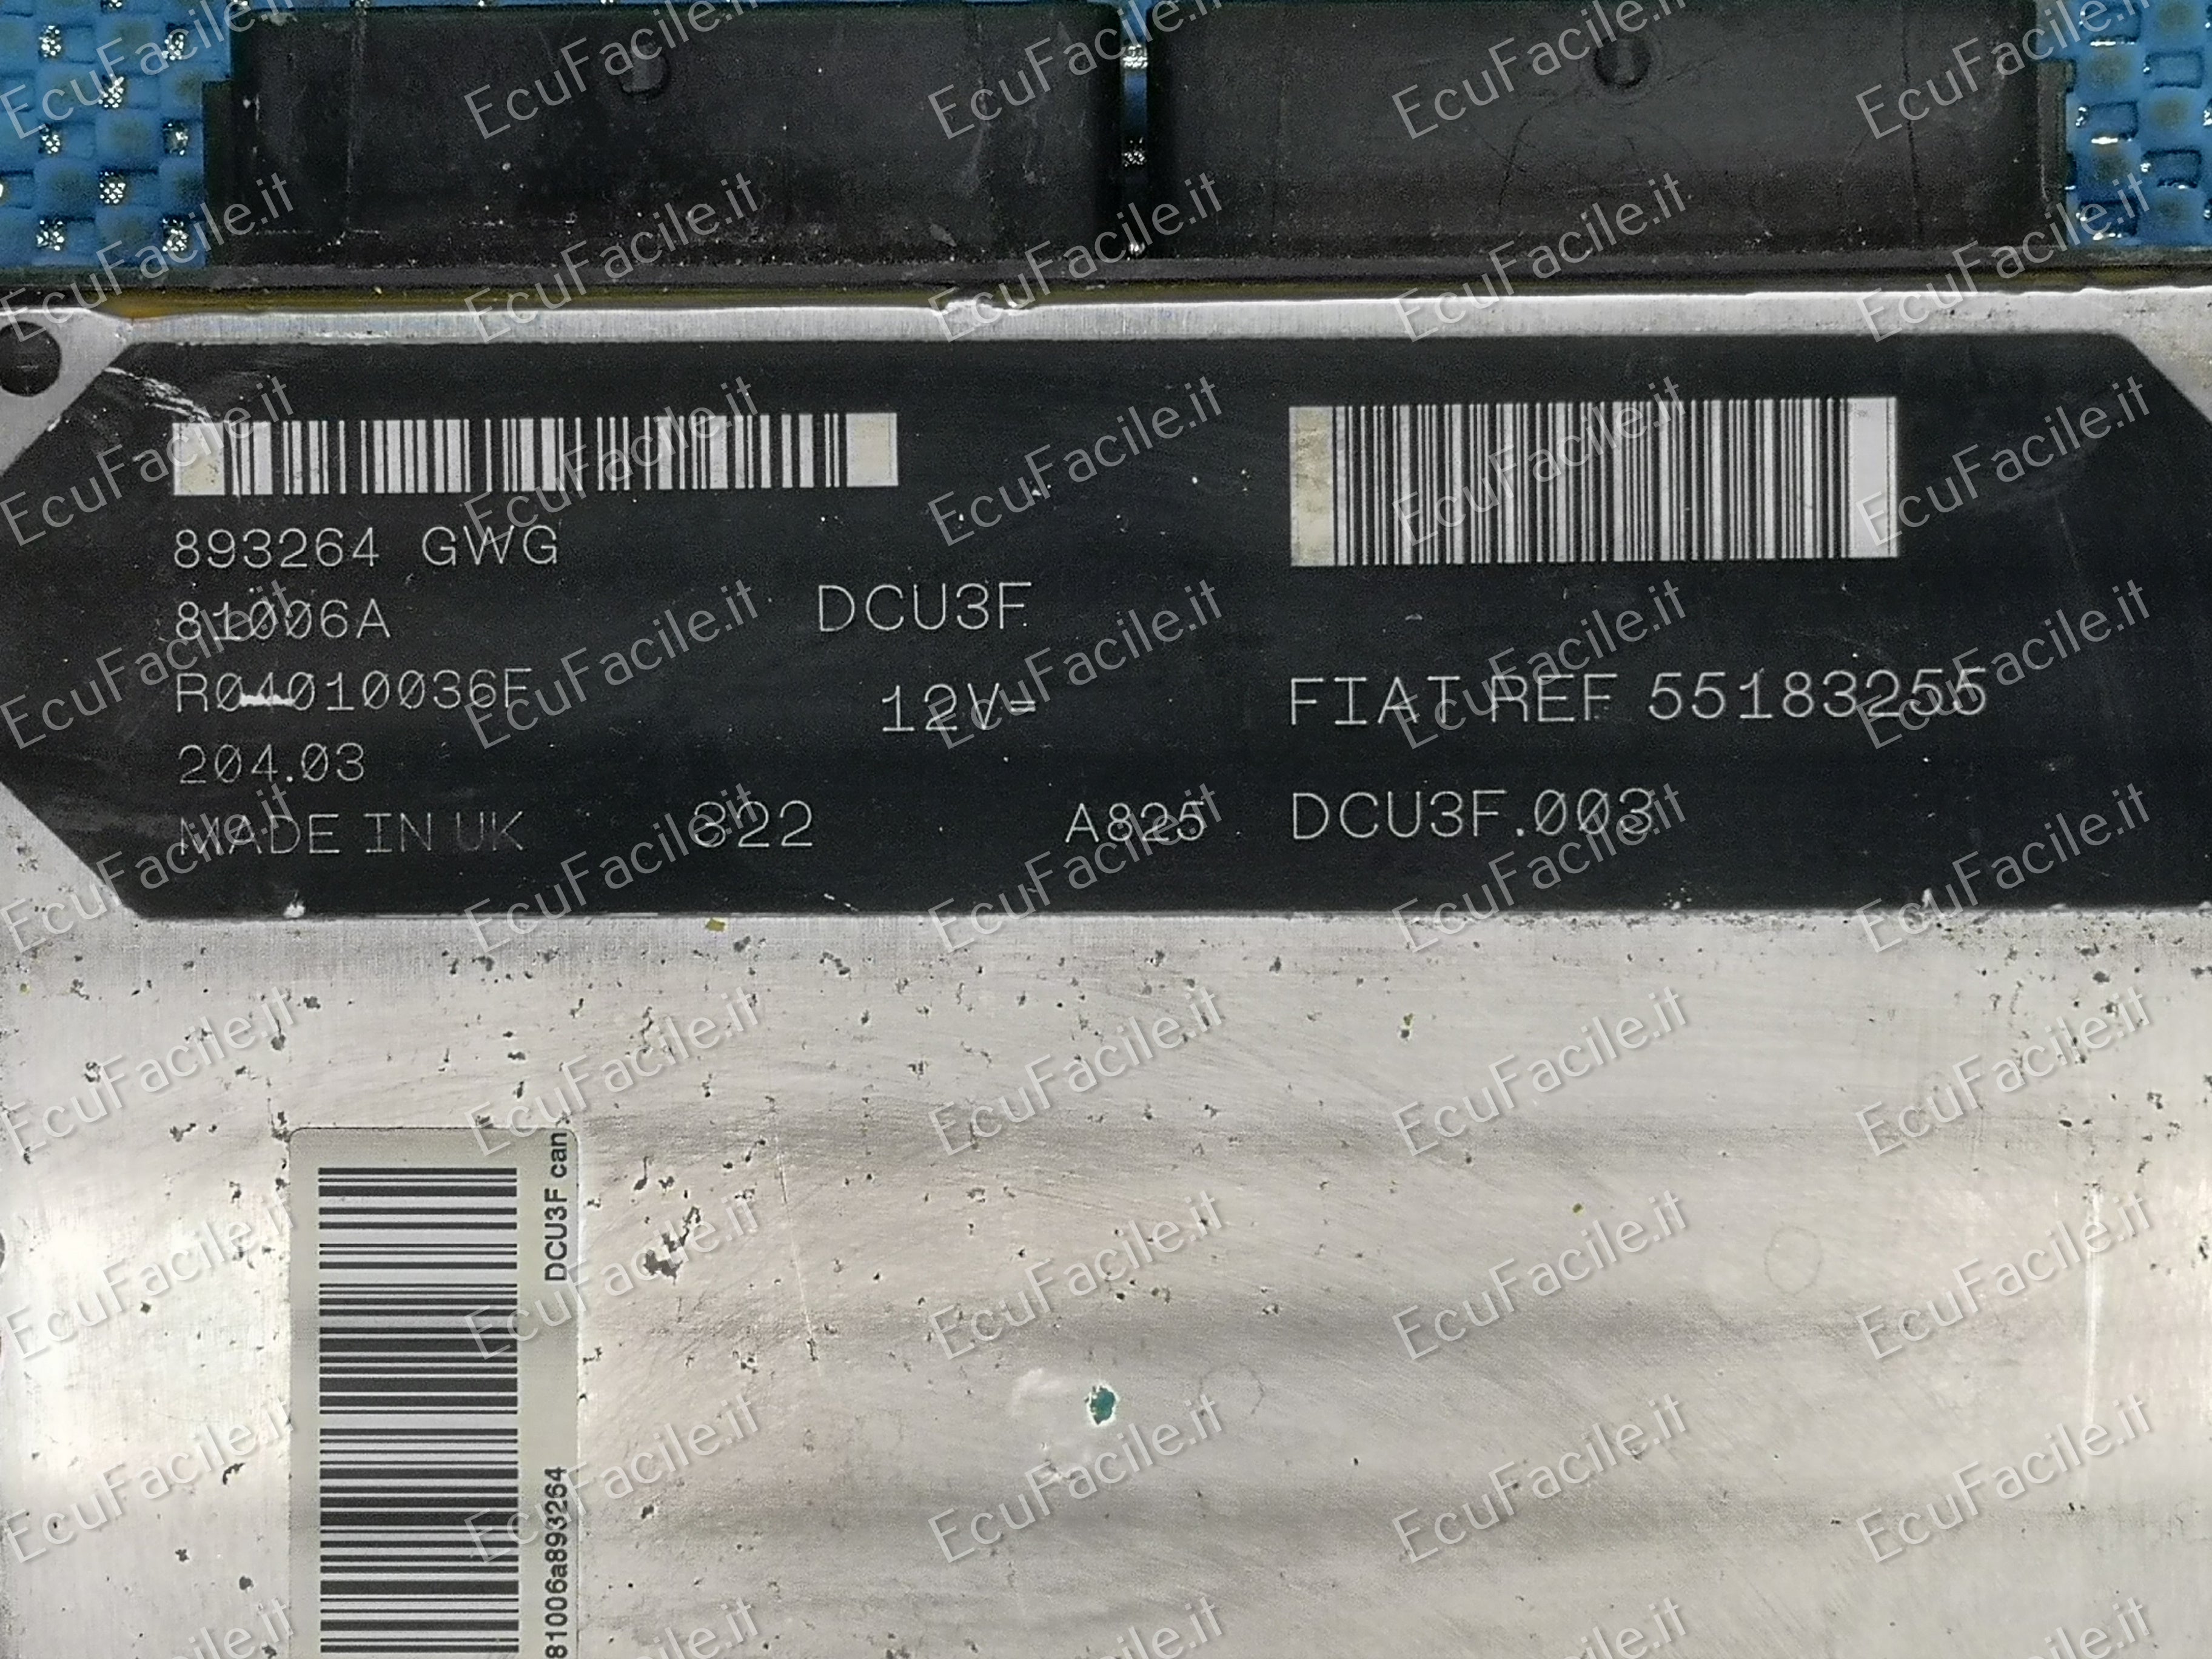 893264 GWG
81006A
R04010036F
204.03
MADE IN UK
822
DCU3F
12V=
A825
FIAT REF 55183255
DCU3F.003
81006a893264 DCU3F can
EcuFacile.it